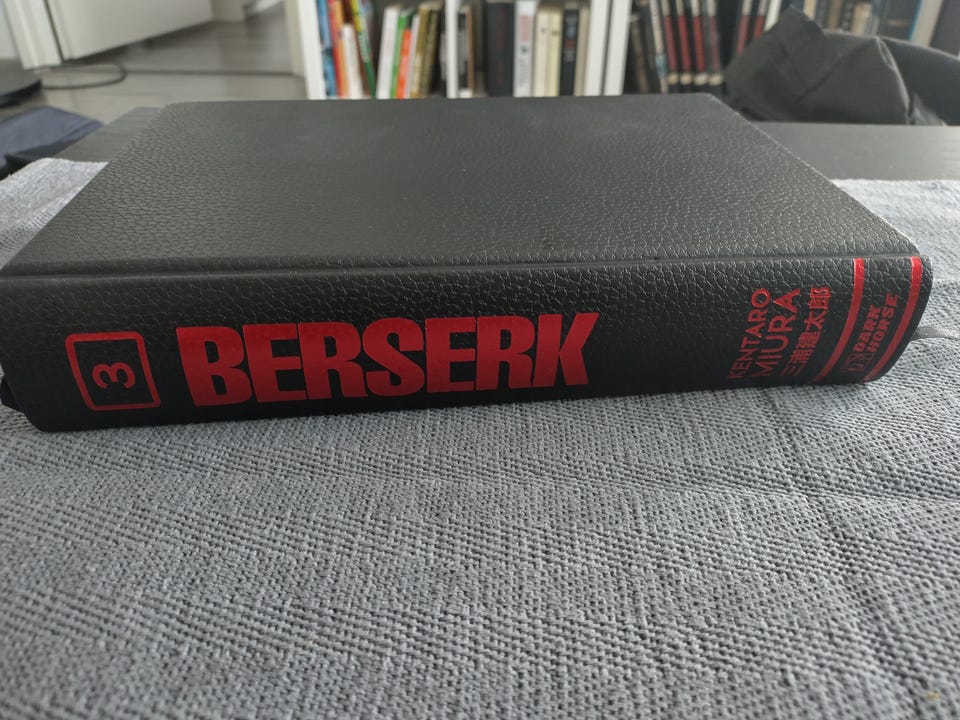 3
BERSERK
KENTARO
MIURA
三浦建太郎
DARK
HORSE